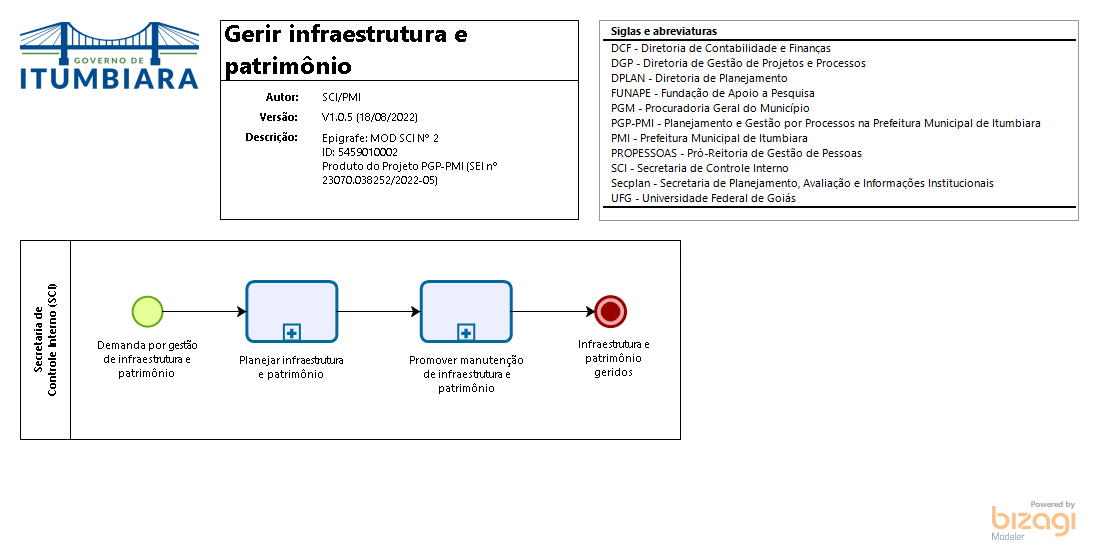 GOVERNO DE
ITUMBIARA
Gerir infraestrutura e
patrimônio
Autor: SCI/PMI
Versão: V1.0.5 (18/08/2022)
Descrição: Epigrafe: MOD SCI Nº 2
ID: 5459010002
Produto do Projeto PGP-PMI (SEI nº
23070.038252/2022-05)
Siglas e abreviaturas
DCF - Diretoria de Contabilidade e Finanças
DGP - Diretoria de Gestão de Projetos e Processos
DPLAN - Diretoria de Planejamento
FUNAPE - Fundação de Apoio a Pesquisa
PGM - Procuradoria Geral do Município
PGP-PMI - Planejamento e Gestão por Processos na Prefeitura Municipal de Itumbiara
PMI - Prefeitura Municipal de Itumbiara
PROPESSOAS - Pró-Reitoria de Gestão de Pessoas
SCI - Secretaria de Controle Interno
Secplan - Secretaria de Planejamento, Avaliação e Informações Institucionais
UFG - Universidade Federal de Goiás
Secretaria de
Controle Interno (SCI)
Demanda por gestão
de infraestrutura e
patrimônio
Planejar infraestrutura
e patrimônio
Promover manutenção
de infraestrutura e
patrimônio
Infraestrutura e
patrimônio
geridos
Powered by
bizagi
Modeler